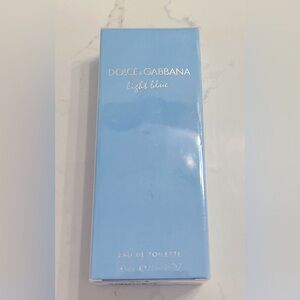 DOLCE & GABBANA
light blue
EAU DE TOILETTE